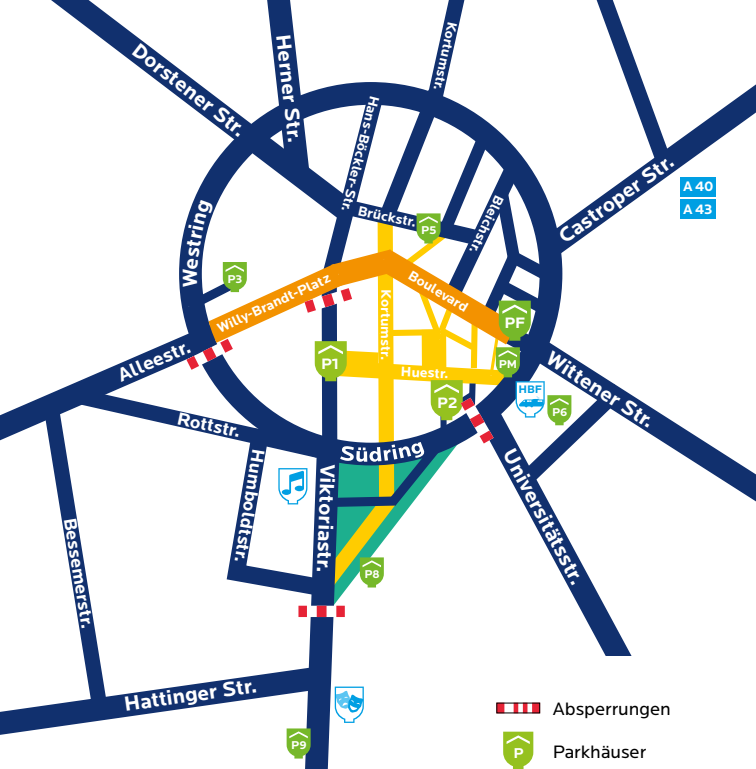 Dorstener Str.
Herner Str.
Kortumstr.
Hans-Böckler-Str.
Castroper Str.
A 40
A 43
Westring
Brückstr.
P5
Bleichstr.
P3
Willy-Brandt-Platz
Boulevard
Kortumstr.
PF
Alleestr.
P1
Huestr.
PM
Wittener Str.
P2
HBF
P6
Rottstr.
Südring
Humboldtstr.
Viktoriastr.
Universitätsstr.
Bessemerstr.
P8
Hattinger Str.
P9
Absperrungen
P
Parkhäuser